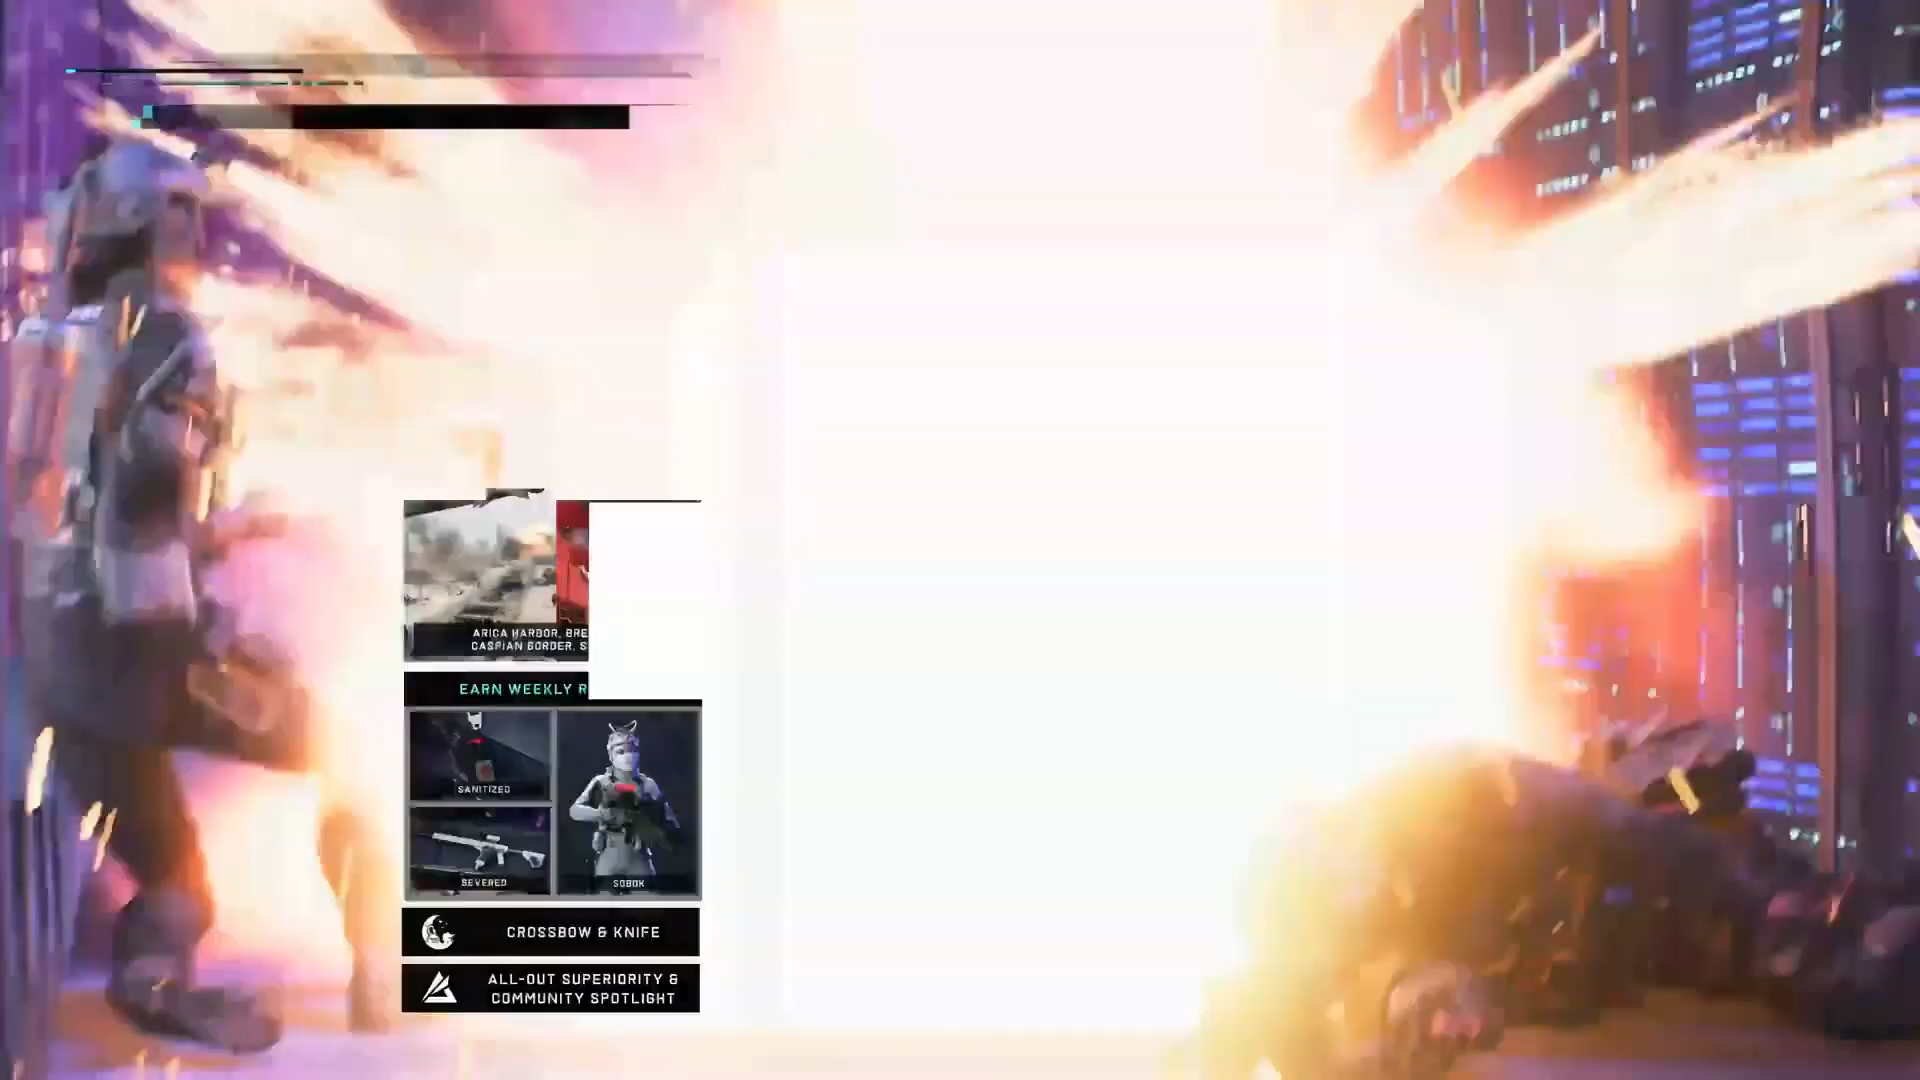 ARICA HARBOR, BRE
CASPIAN BORDER, S
EARN WEEKLY R
SANITIZED
SEVERED
SOBOK
CROSSBOW & KNIFE
ALL-OUT SUPERIORITY &
COMMUNITY SPOTLIGHT